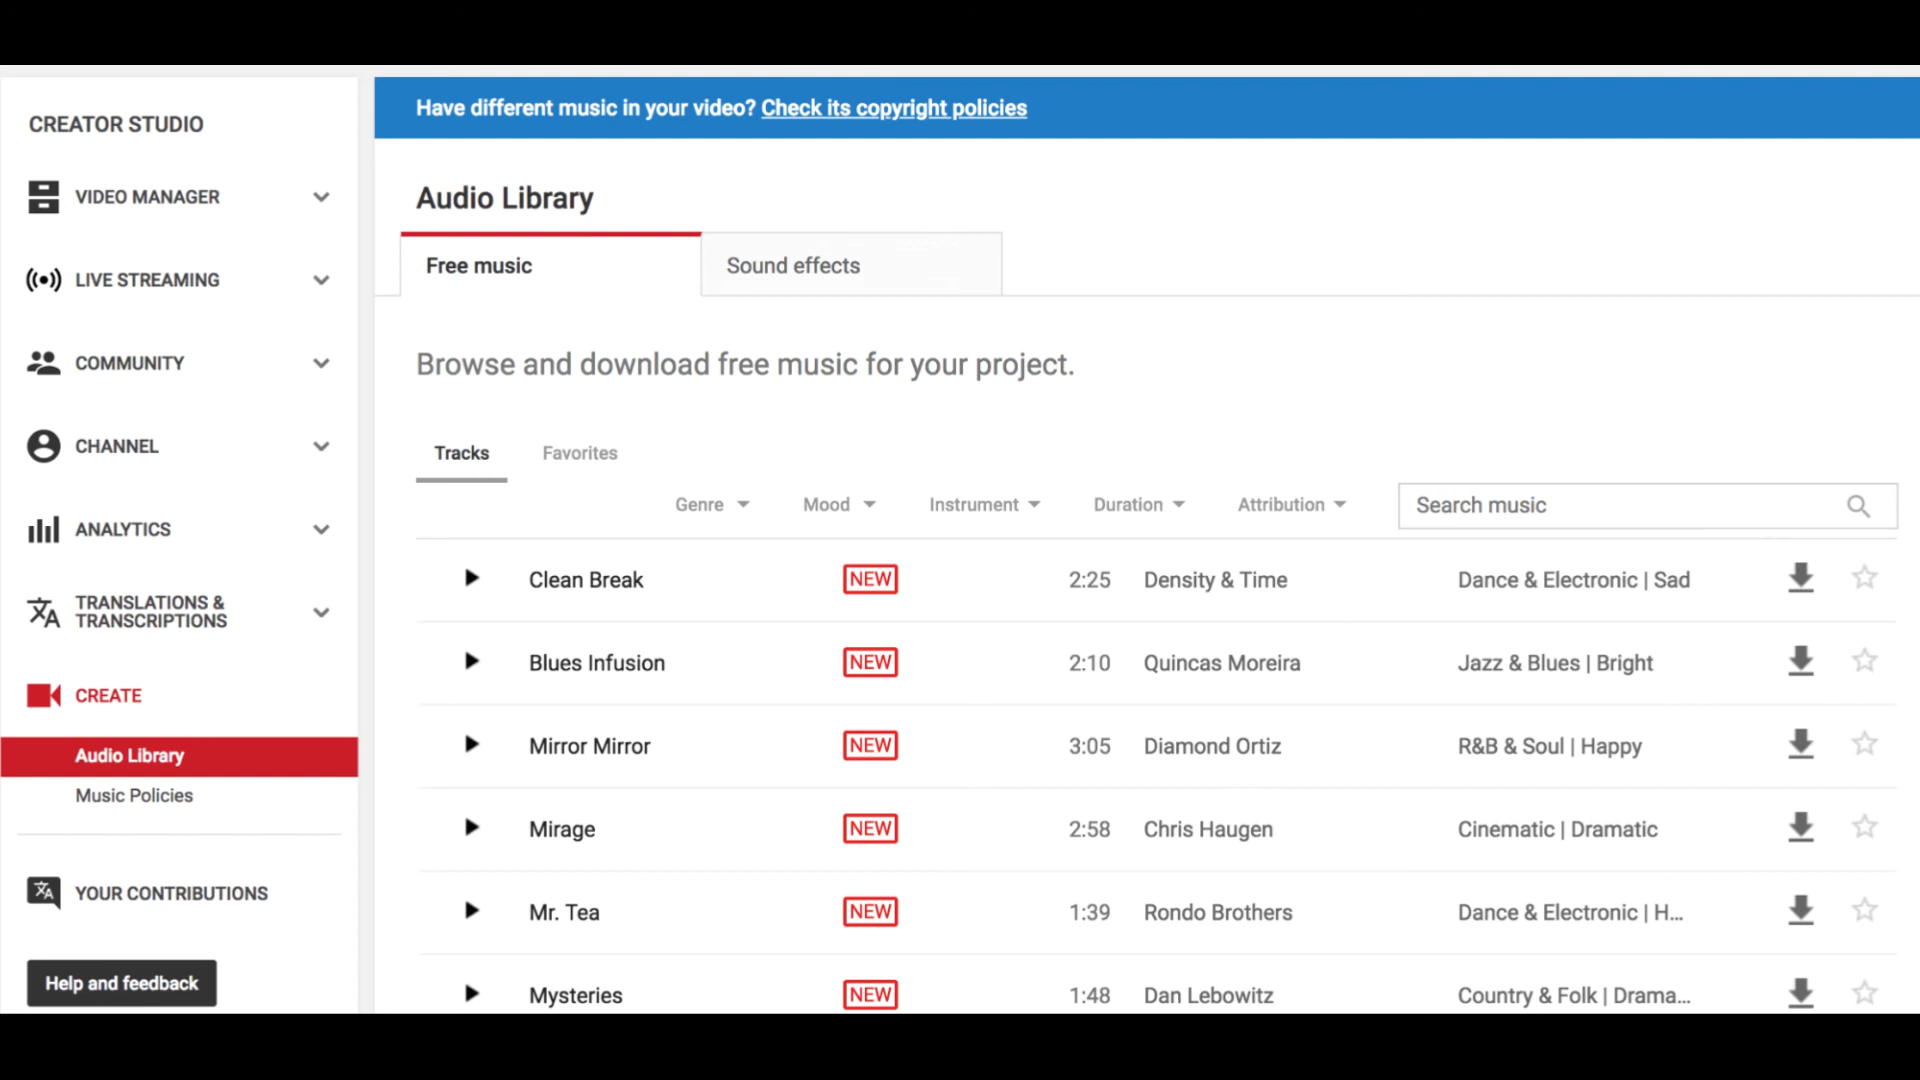 Have different music in your video? Check its copyright policies
CREATOR STUDIO
VIDEO MANAGER
LIVE STREAMING
COMMUNITY
CHANNEL
ANALYTICS
TRANSLATIONS &
TRANSCRIPTIONS
CREATE
Audio Library
Music Policies
YOUR CONTRIBUTIONS
Help and feedback
Audio Library
Free music Sound effects
Browse and download free music for your project.
Tracks Favorites
Genre Mood Instrument Duration Attribution Search music
Clean Break NEW 2:25 Density & Time Dance & Electronic | Sad
Blues Infusion NEW 2:10 Quincas Moreira Jazz & Blues | Bright
Mirror Mirror NEW 3:05 Diamond Ortiz R&B & Soul | Happy
Mirage NEW 2:58 Chris Haugen Cinematic | Dramatic
Mr. Tea NEW 1:39 Rondo Brothers Dance & Electronic | H...
Mysteries NEW 1:48 Dan Lebowitz Country & Folk | Drama...